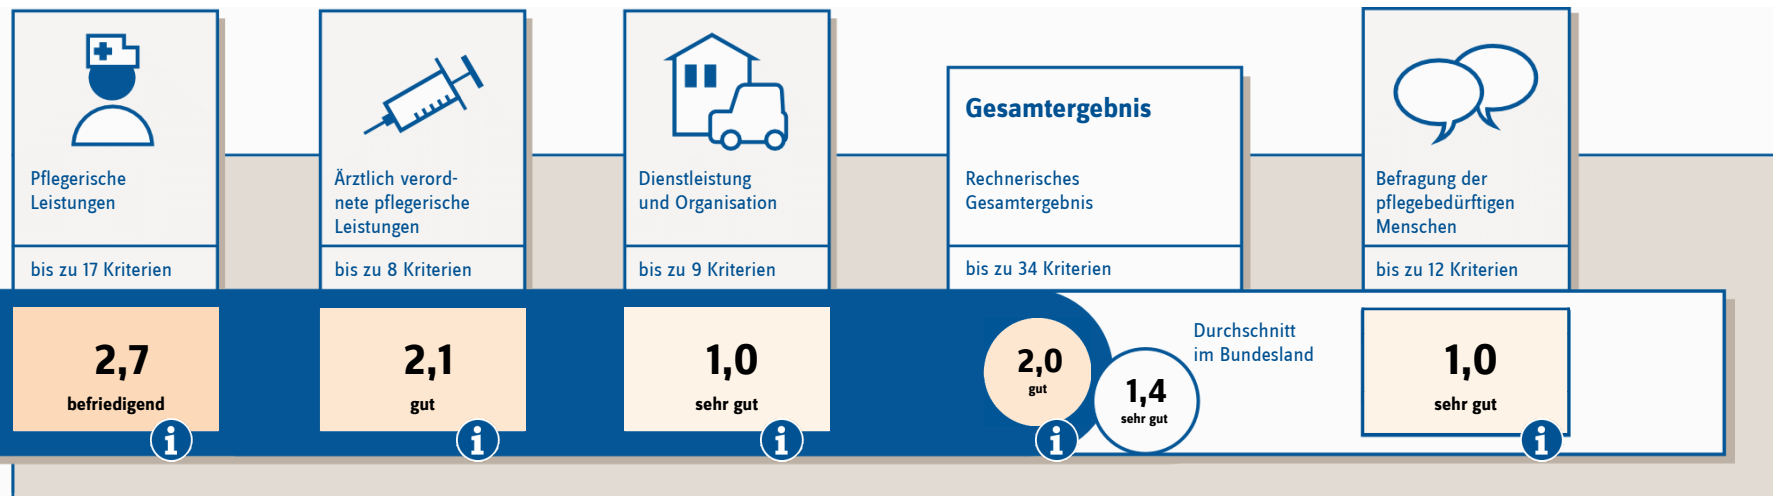 Pflegerische
Leistungen
bis zu 17 Kriterien
2,7
befriedigend
i
Ärztlich verord-
nete pflegerische
Leistungen
bis zu 8 Kriterien
2,1
gut
i
Dienstleistung
und Organisation
bis zu 9 Kriterien
1,0
sehr gut
i
Gesamtergebnis
Rechnerisches
Gesamtergebnis
bis zu 34 Kriterien
2,0
gut
i
1,4
sehr gut
Durchschnitt
im Bundesland
Befragung der
pflegebedürftigen
Menschen
bis zu 12 Kriterien
1,0
sehr gut
i